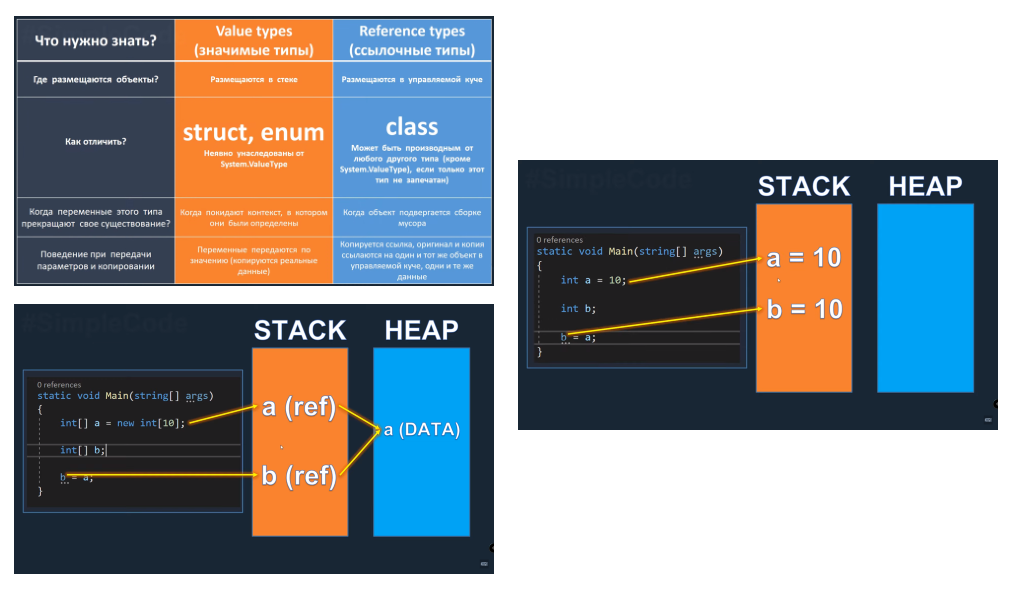 Что нужно знать?
Value types
(значимые типы)
Reference types
(ссылочные типы)
Где размещаются объекты?
Размещаются в стеке
Размещаются в управляемой куче
Как отличить?
struct, enum
Неявно унаследованы от
System.ValueType
class
Может быть производным от
любого другого типа (кроме
System.ValueType), если только этот
тип не запечатан)
Когда переменные этого типа
прекращают свое существование?
Когда покидают контекст, в котором
они были определены
Когда объект подвергается сборке
мусора
Поведение при передачи
параметров и копировании
Переменные передаются по
значению (копируются реальные
данные)
Копируется ссылка, оригинал и копия
ссылаются на один и тот же объект в
управляемой куче, одни и те же
данные
#SimpleCode
STACK
HEAP
0 references
static void Main(string[] args)
{
int a = 10;
int b;
b = a;
}
a = 10
b = 10
#SimpleCode
STACK
HEAP
0 references
static void Main(string[] args)
{
int[] a = new int[10];
int[] b;
b = a;
}
a (ref)
b (ref)
a (DATA)